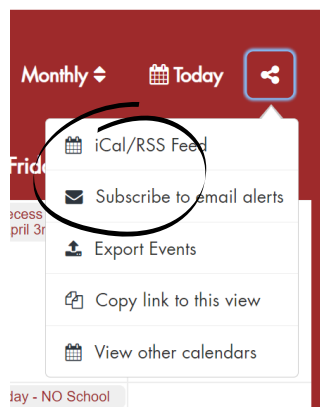 Monthly
Today
iCal/RSS Feed
Frid
Subscribe to email alerts
ecess
pril 3r
Export Events
Copy link to this view
View other calendars
day - NO School